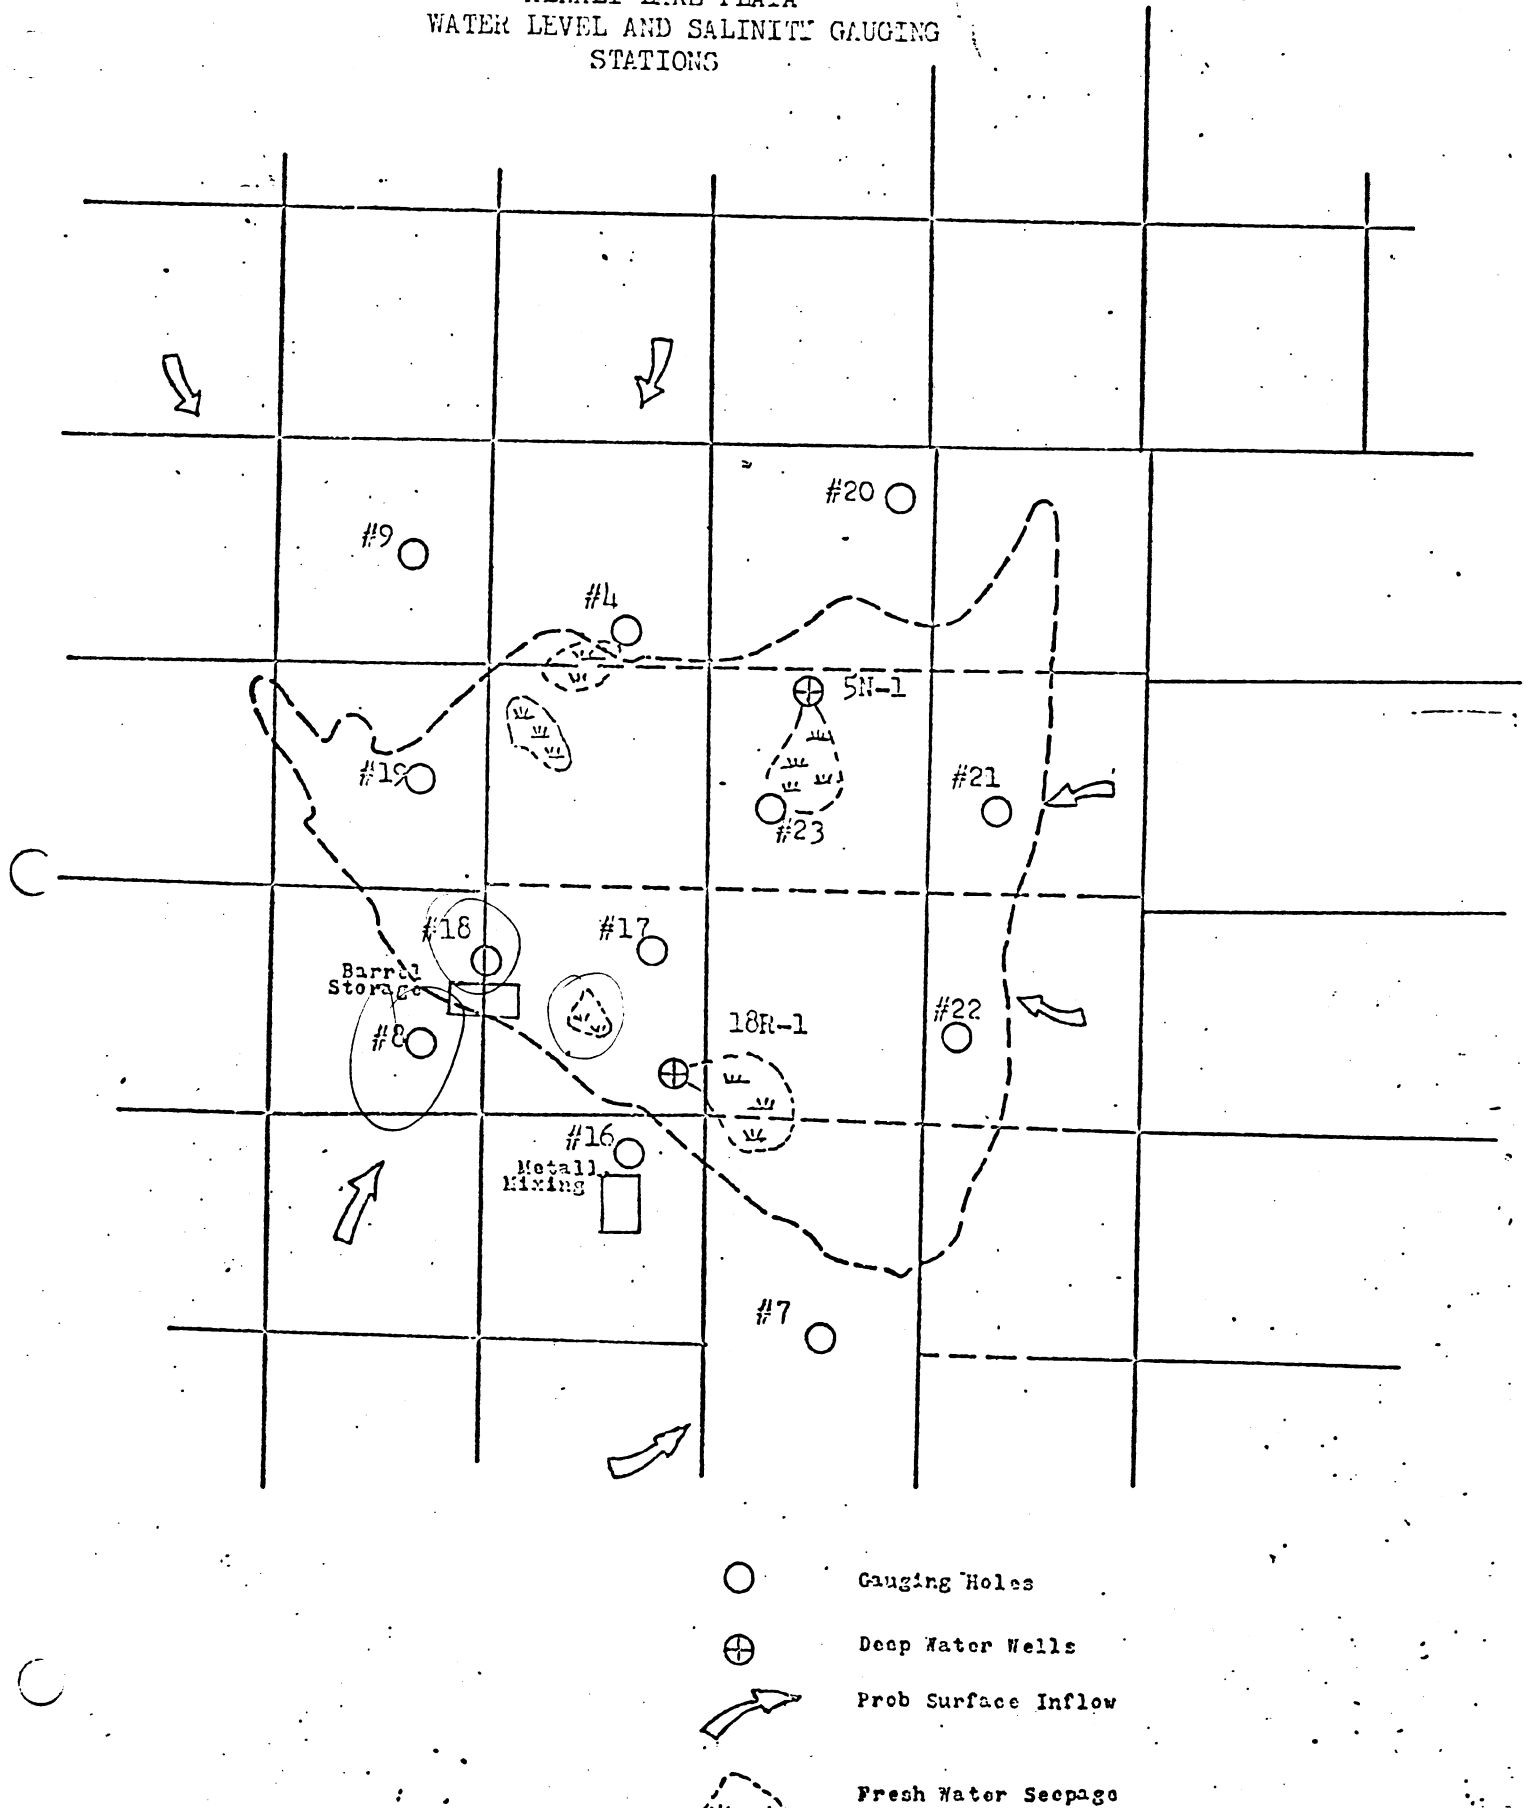 WATER LEVEL AND SALINITY GAUGING
STATIONS
#20
#9
#4
5N-1
#19
#21
#23
#18
#17
Barrel
Storage
#8
18R-1
#22
#16
Metall
Mixing
#7
Gauging Holes
Deep Water Wells
Prob Surface Inflow
Fresh Water Seepage